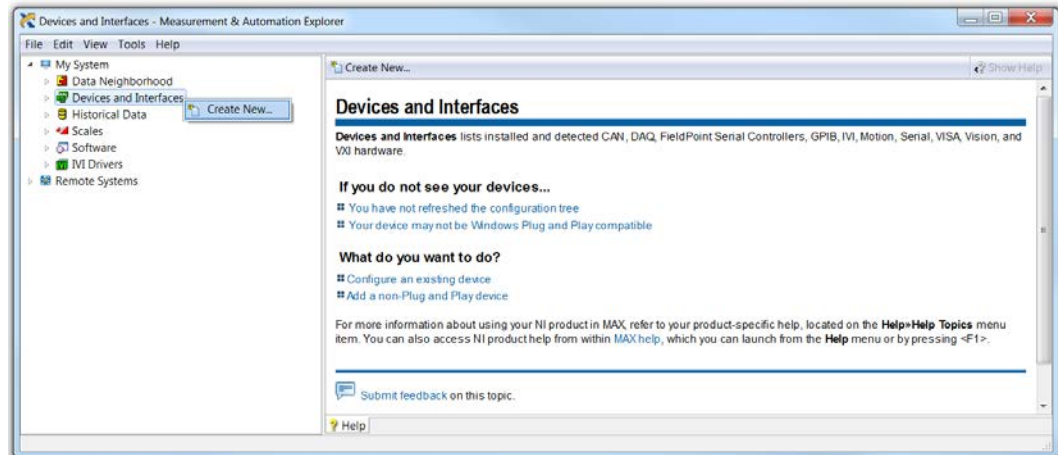 Devices and Interfaces - Measurement & Automation Explorer
File Edit View Tools Help
My System
Data Neighborhood
Devices and Interfaces
Create New...
Historical Data
Scales
Software
IVI Drivers
Remote Systems
Create New...
Show Help
Devices and Interfaces
Devices and Interfaces lists installed and detected CAN, DAQ, FieldPoint Serial Controllers, GPIB, IVI, Motion, Serial, VISA, Vision, and
VXI hardware.
If you do not see your devices...
You have not refreshed the configuration tree
Your device may not be Windows Plug and Play compatible
What do you want to do?
Configure an existing device
Add a non-Plug and Play device
For more information about using your NI product in MAX, refer to your product-specific help, located on the Help»Help Topics menu
item. You can also access NI product help from within MAX help, which you can launch from the Help menu or by pressing <F1>.
Submit feedback on this topic.
Help